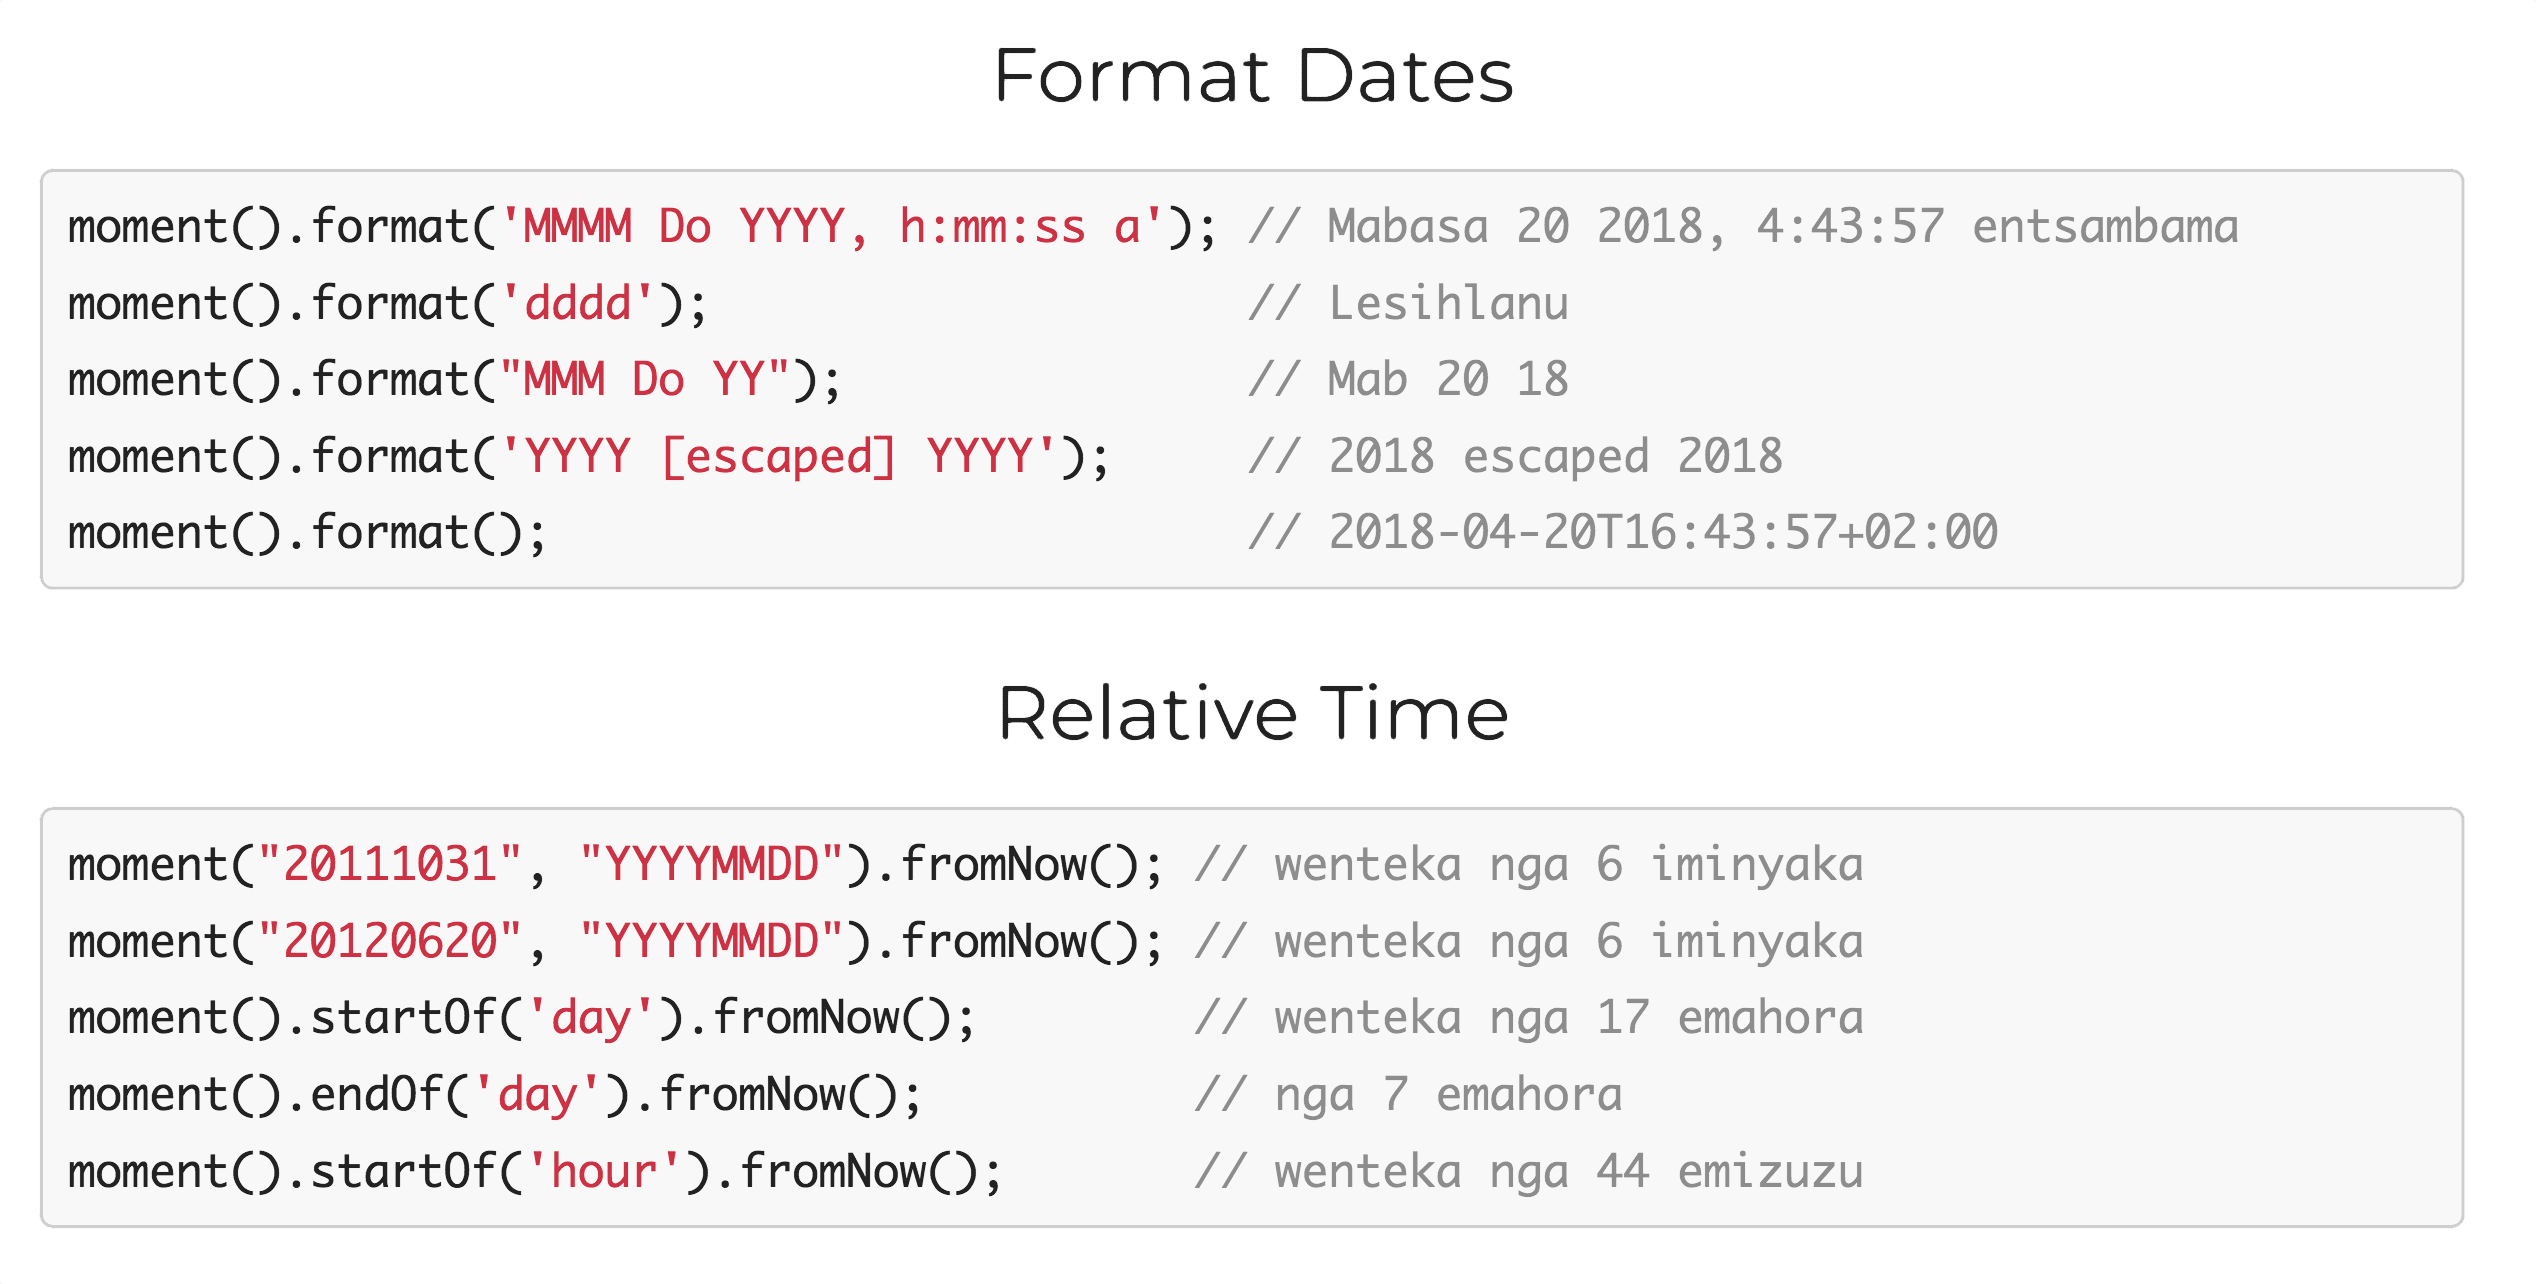 Format Dates
moment().format('MMMM Do YYYY, h:mm:ss a'); // Mabasa 20 2018, 4:43:57 entsambama
moment().format('dddd');                    // Lesihlanu
moment().format("MMM Do YY");               // Mab 20 18
moment().format('YYYY [escaped] YYYY');     // 2018 escaped 2018
moment().format();                          // 2018-04-20T16:43:57+02:00
Relative Time
moment("20111031", "YYYYMMDD").fromNow(); // wenteka nga 6 iminyaka
moment("20120620", "YYYYMMDD").fromNow(); // wenteka nga 6 iminyaka
moment().startOf('day').fromNow();        // wenteka nga 17 emahora
moment().endOf('day').fromNow();          // nga 7 emahora
moment().startOf('hour').fromNow();       // wenteka nga 44 emizuzu